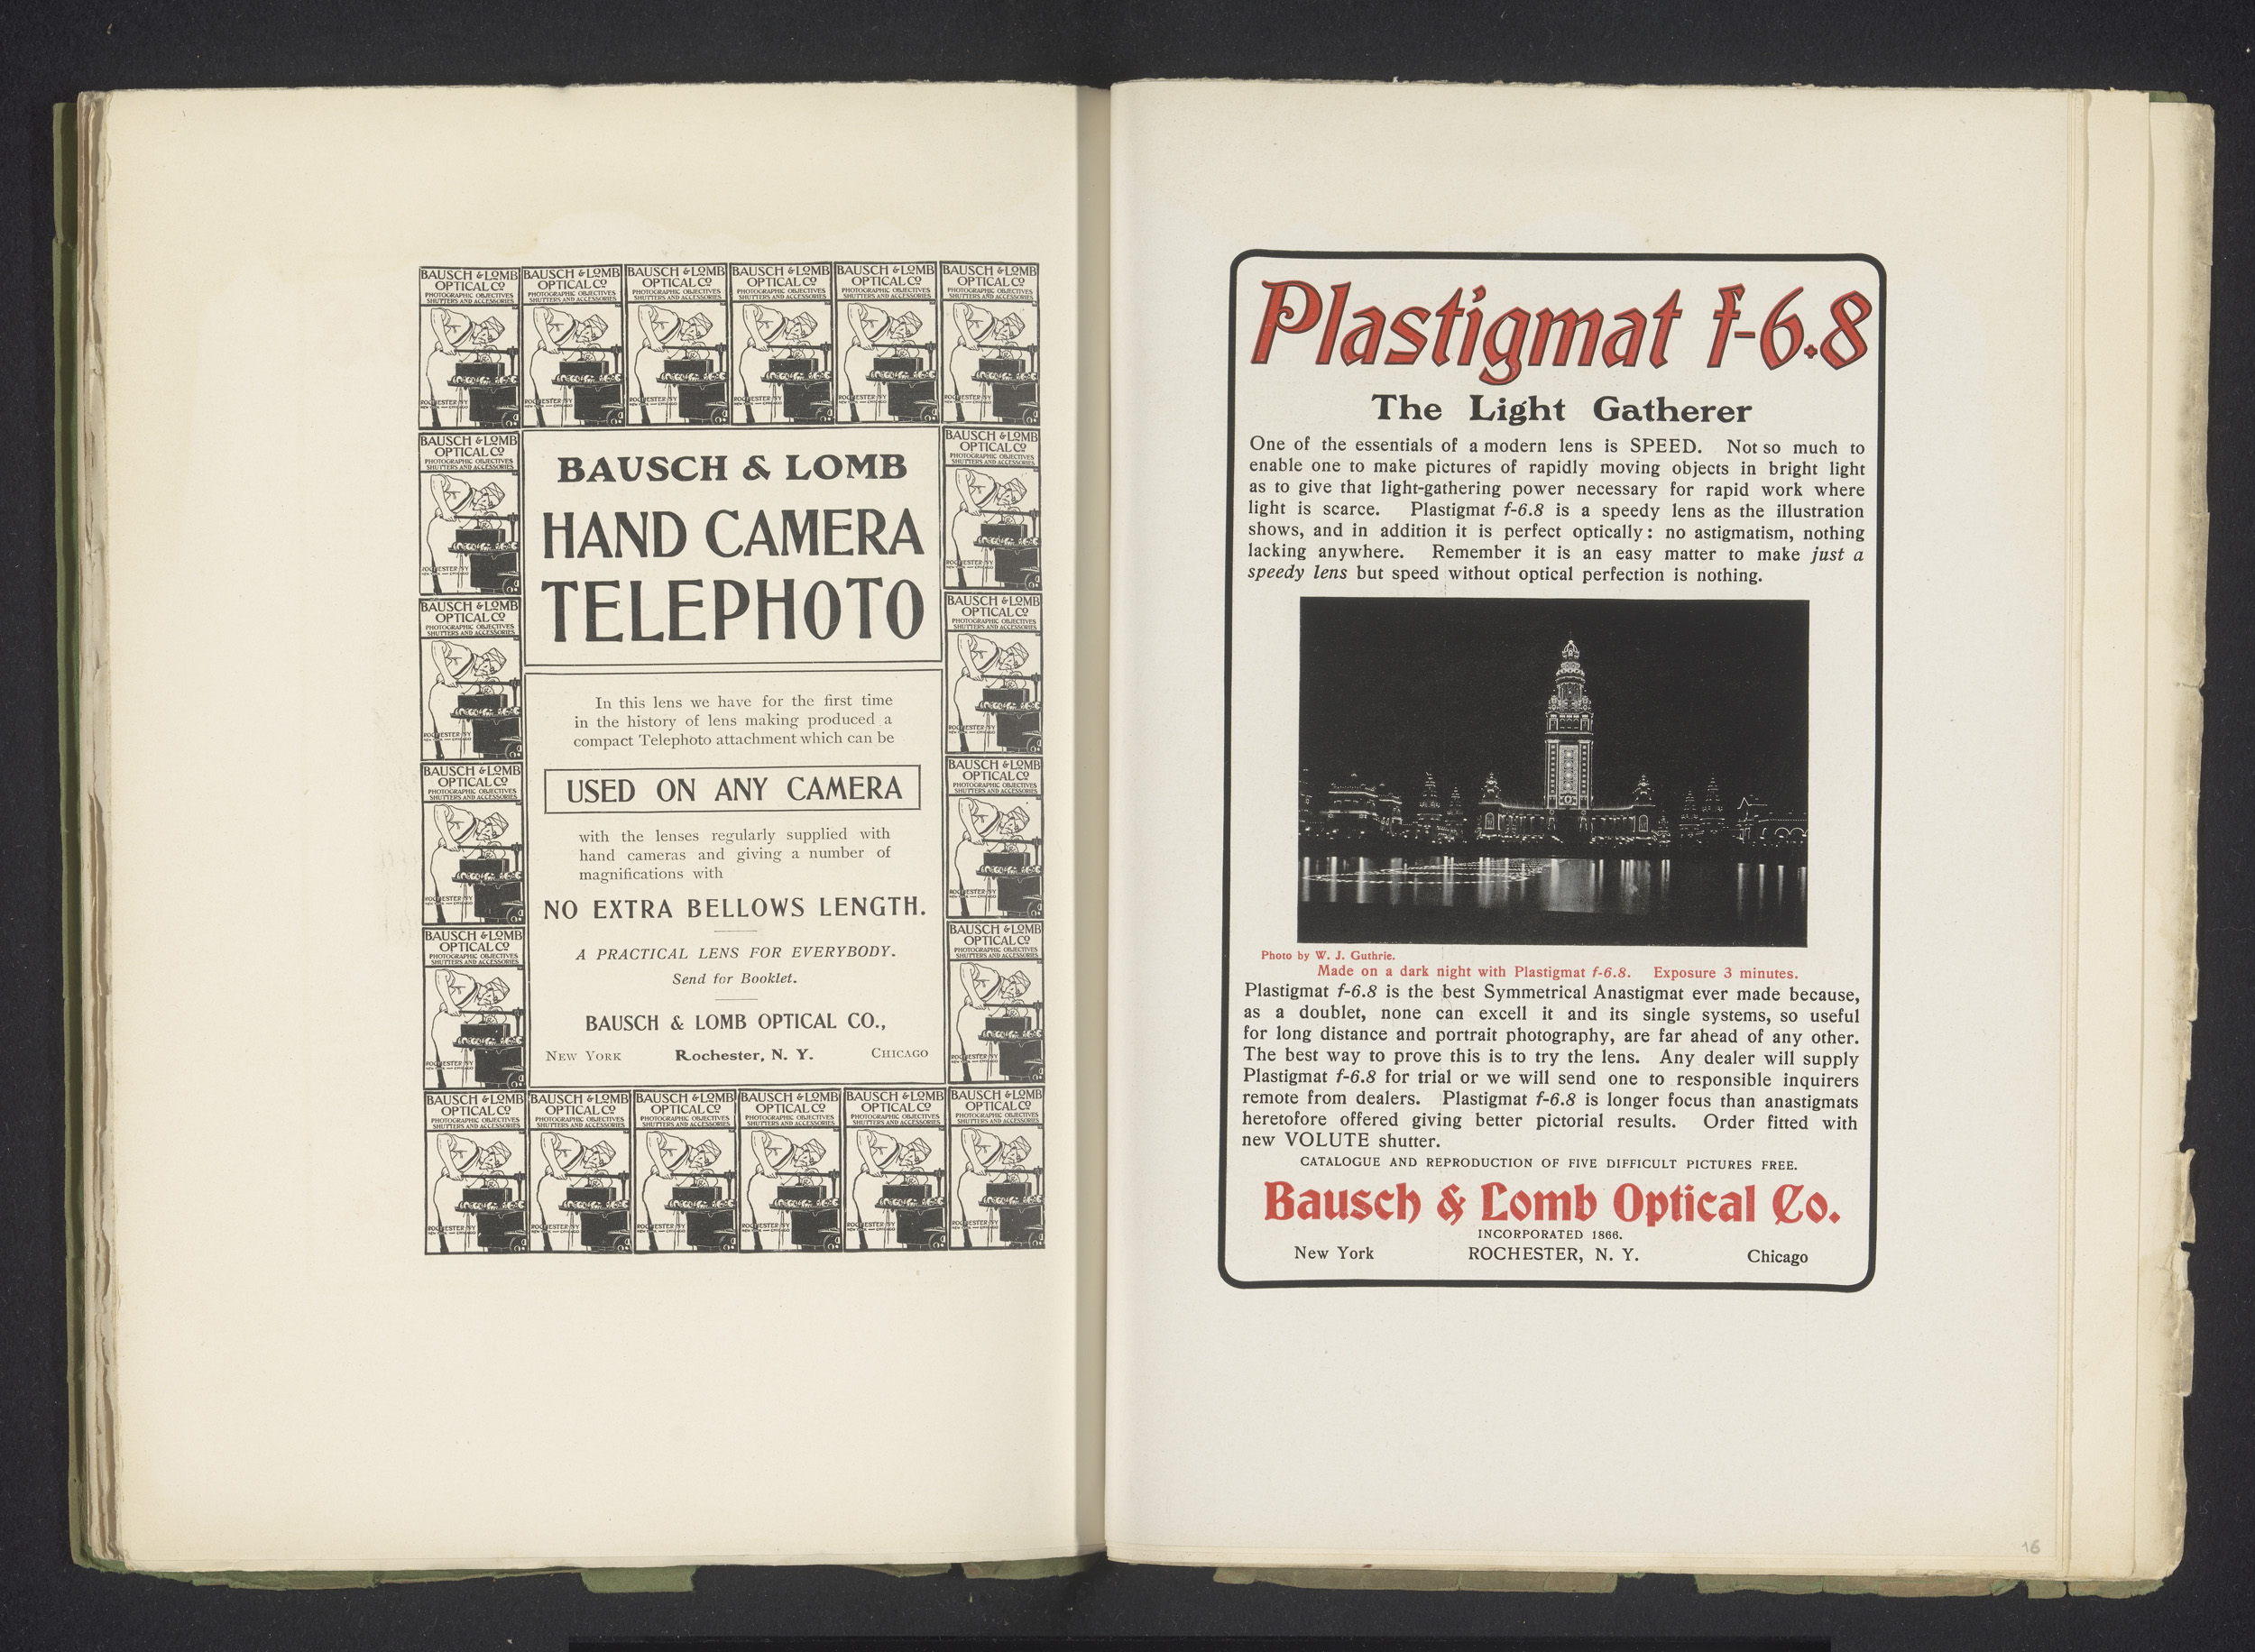 BAUSCH & LOMB
OPTICAL Co
PHOTOGRAPHIC OBJECTIVES
SHUTTERS AND ACCESSORIES
ROCHESTER NY
BAUSCH & LOMB
HAND CAMERA
TELEPHOTO
In this lens we have for the first time
in the history of lens making produced a
compact Telephoto attachment which can be
USED ON ANY CAMERA
with the lenses regularly supplied with
hand cameras and giving a number of
magnifications with
NO EXTRA BELLOWS LENGTH.
A PRACTICAL LENS FOR EVERYBODY.
Send for Booklet.
BAUSCH & LOMB OPTICAL CO.,
NEW YORK Rochester, N. Y. CHICAGO
Plastigmat f-6.8
The Light Gatherer
One of the essentials of a modern lens is SPEED. Not so much to
enable one to make pictures of rapidly moving objects in bright light
as to give that light-gathering power necessary for rapid work where
light is scarce. Plastigmat f-6.8 is a speedy lens as the illustration
shows, and in addition it is perfect optically: no astigmatism, nothing
lacking anywhere. Remember it is an easy matter to make just a
speedy lens but speed without optical perfection is nothing.
Photo by W. J. Guthrie.
Made on a dark night with Plastigmat f-6.8. Exposure 3 minutes.
Plastigmat f-6.8 is the best Symmetrical Anastigmat ever made because,
as a doublet, none can excell it and its single systems, so useful
for long distance and portrait photography, are far ahead of any other.
The best way to prove this is to try the lens. Any dealer will supply
Plastigmat f-6.8 for trial or we will send one to responsible inquirers
remote from dealers. Plastigmat f-6.8 is longer focus than anastigmats
heretofore offered giving better pictorial results. Order fitted with
new VOLUTE shutter.
CATALOGUE AND REPRODUCTION OF FIVE DIFFICULT PICTURES FREE.
Bausch & Lomb Optical Co.
INCORPORATED 1866.
New York ROCHESTER, N. Y. Chicago
16